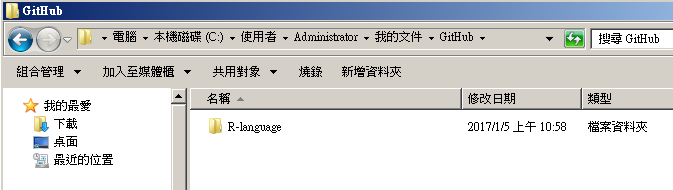 GitHub
電腦 本機磁碟 (C:) 使用者 Administrator 我的文件 GitHub 搜尋 GitHub
組合管理 加入至媒體櫃 共用對象 燒錄 新增資料夾
我的最愛
下載
桌面
最近的位置
名稱 修改日期 類型
R-language 2017/1/5 上午 10:58 檔案資料夾